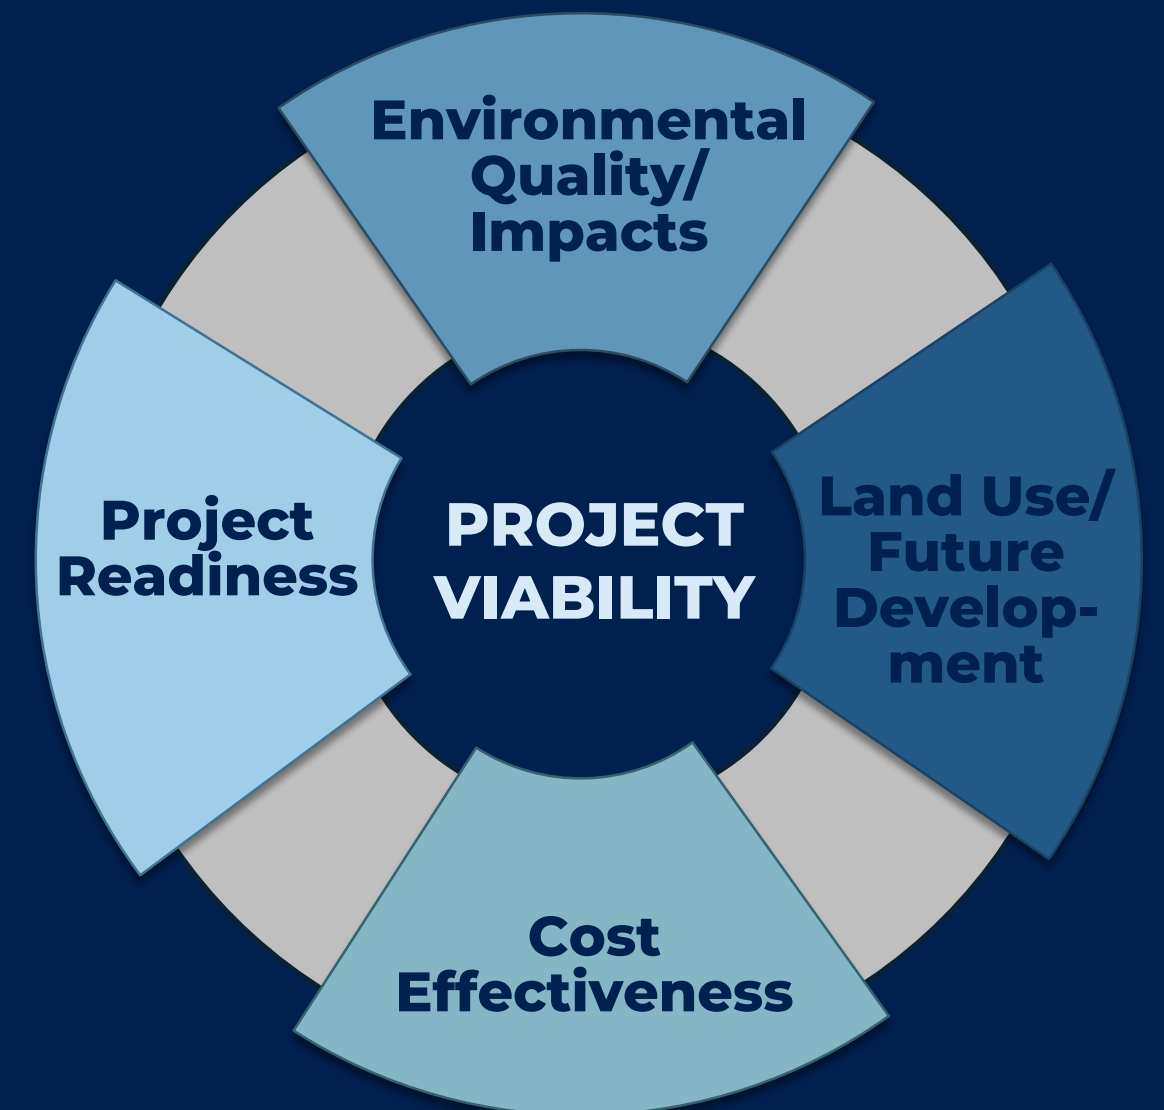 Environmental
Quality/
Impacts
Project
Readiness
PROJECT
VIABILITY
Land Use/
Future
Develop-
ment
Cost
Effectiveness